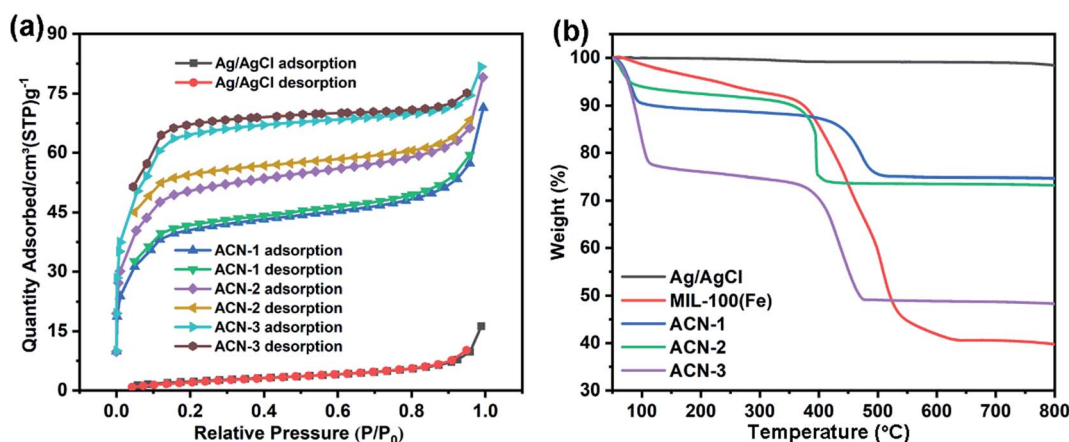 (a)
Quantity Adsorbed/cm³(STP)g⁻¹
90
75
60
45
30
15
0
Ag/AgCl adsorption
Ag/AgCl desorption
ACN-1 adsorption
ACN-1 desorption
ACN-2 adsorption
ACN-2 desorption
ACN-3 adsorption
ACN-3 desorption
0.0 0.2 0.4 0.6 0.8 1.0
Relative Pressure (P/P₀)
(b)
Weight (%)
100
90
80
70
60
50
40
30
Ag/AgCl
MIL-100(Fe)
ACN-1
ACN-2
ACN-3
100 200 300 400 500 600 700 800
Temperature (°C)